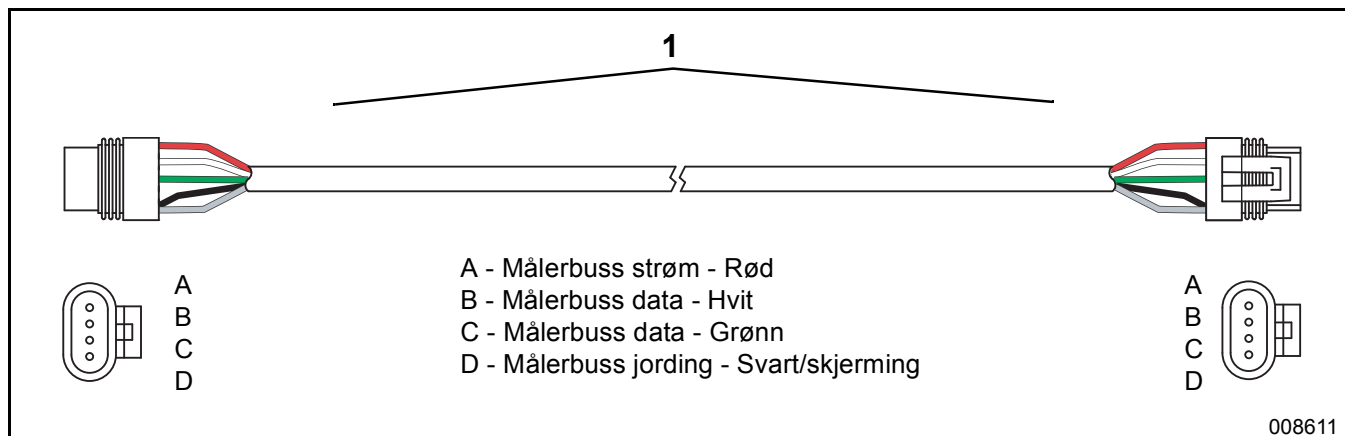 1
A - Målerbuss strøm - Rød
B - Målerbuss data - Hvit
C - Målerbuss data - Grønn
D - Målerbuss jording - Svart/skjerming
A
B
C
D
A
B
C
D
008611